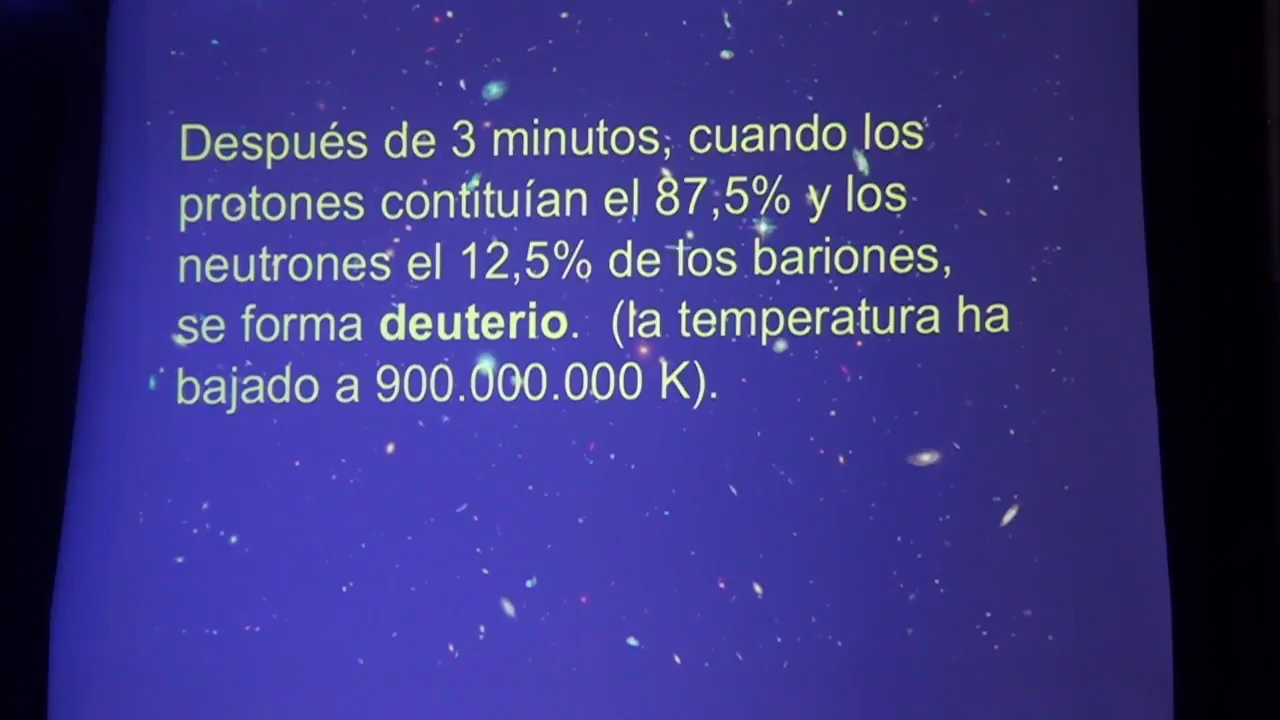 Después de 3 minutos, cuando los
protones contituían el 87,5% y los
neutrones el 12,5% de los bariones,
se forma deuterio. (la temperatura ha
bajado a 900.000.000 K).